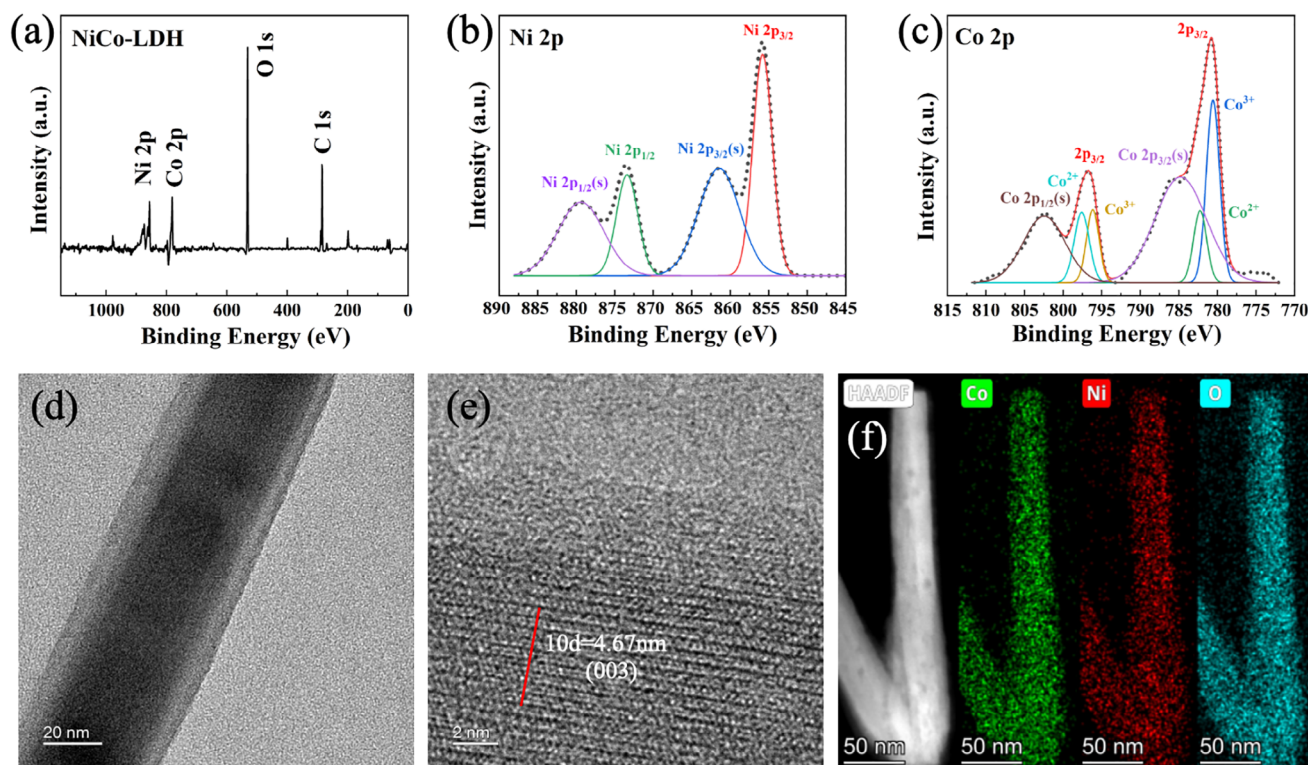 (a)
NiCo-LDH
Intensity (a.u.)
Ni 2p
Co 2p
O 1s
C 1s
1000 800 600 400 200 0
Binding Energy (eV)
(b)
Ni 2p
Intensity (a.u.)
Ni 2p1/2(s)
Ni 2p1/2
Ni 2p3/2(s)
Ni 2p3/2
890 885 880 875 870 865 860 855 850 845
Binding Energy (eV)
(c)
Co 2p
Intensity (a.u.)
Co 2p1/2(s)
Co2+
2p3/2
Co3+
Co 2p3/2(s)
2p3/2
Co3+
Co2+
815 810 805 800 795 790 785 780 775 770
Binding Energy (eV)
(d)
20 nm
(e)
10d=4.67nm
(003)
2 nm
HAADF
(f)
50 nm
Co
50 nm
Ni
50 nm
O
50 nm